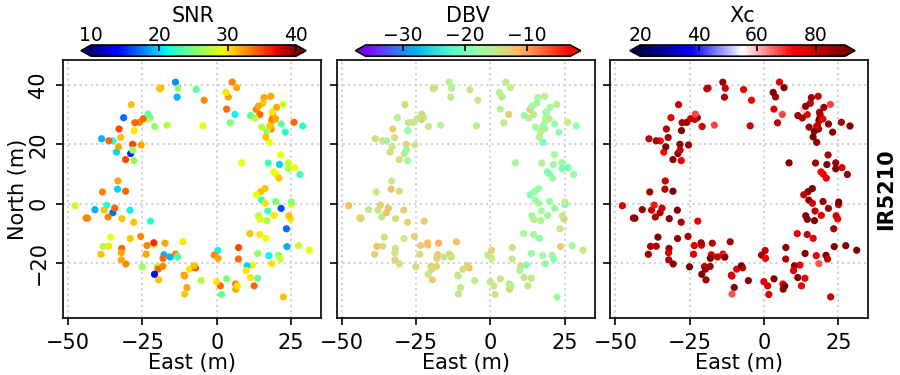 SNR DBV Xc
10 20 30 40 −30 −20 −10 20 40 60 80
40
20
0
−20
North (m)
−50 −25 0 25 −50 −25 0 25 −50 −25 0 25
East (m) East (m) East (m)
IR5210